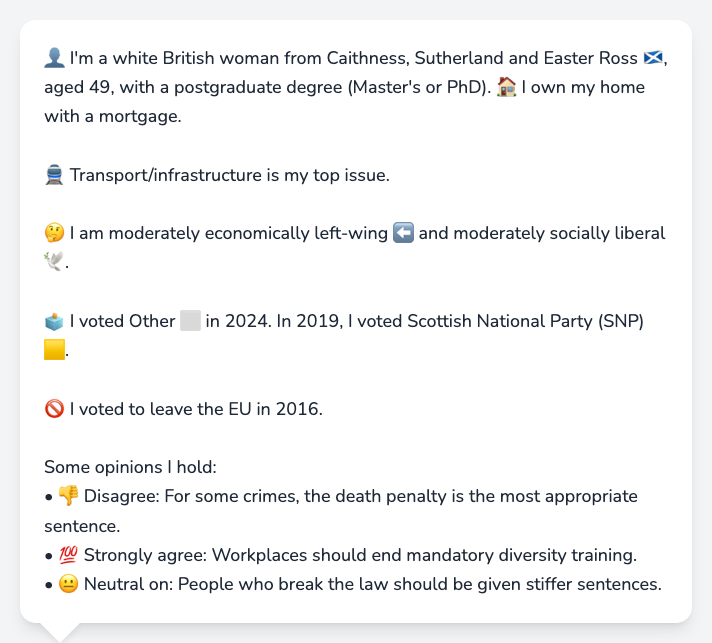 👤 I'm a white British woman from Caithness, Sutherland and Easter Ross 🏴󠁧󠁢󠁳󠁣󠁴󠁿,
aged 49, with a postgraduate degree (Master's or PhD). 🏠 I own my home
with a mortgage.
🚆 Transport/infrastructure is my top issue.
🤔 I am moderately economically left-wing ⬅️ and moderately socially liberal
🕊️.
🗳️ I voted Other ⬜ in 2024. In 2019, I voted Scottish National Party (SNP)
🟨.
🚫 I voted to leave the EU in 2016.
Some opinions I hold:
• 👎 Disagree: For some crimes, the death penalty is the most appropriate
sentence.
• 💯 Strongly agree: Workplaces should end mandatory diversity training.
• 😐 Neutral on: People who break the law should be given stiffer sentences.